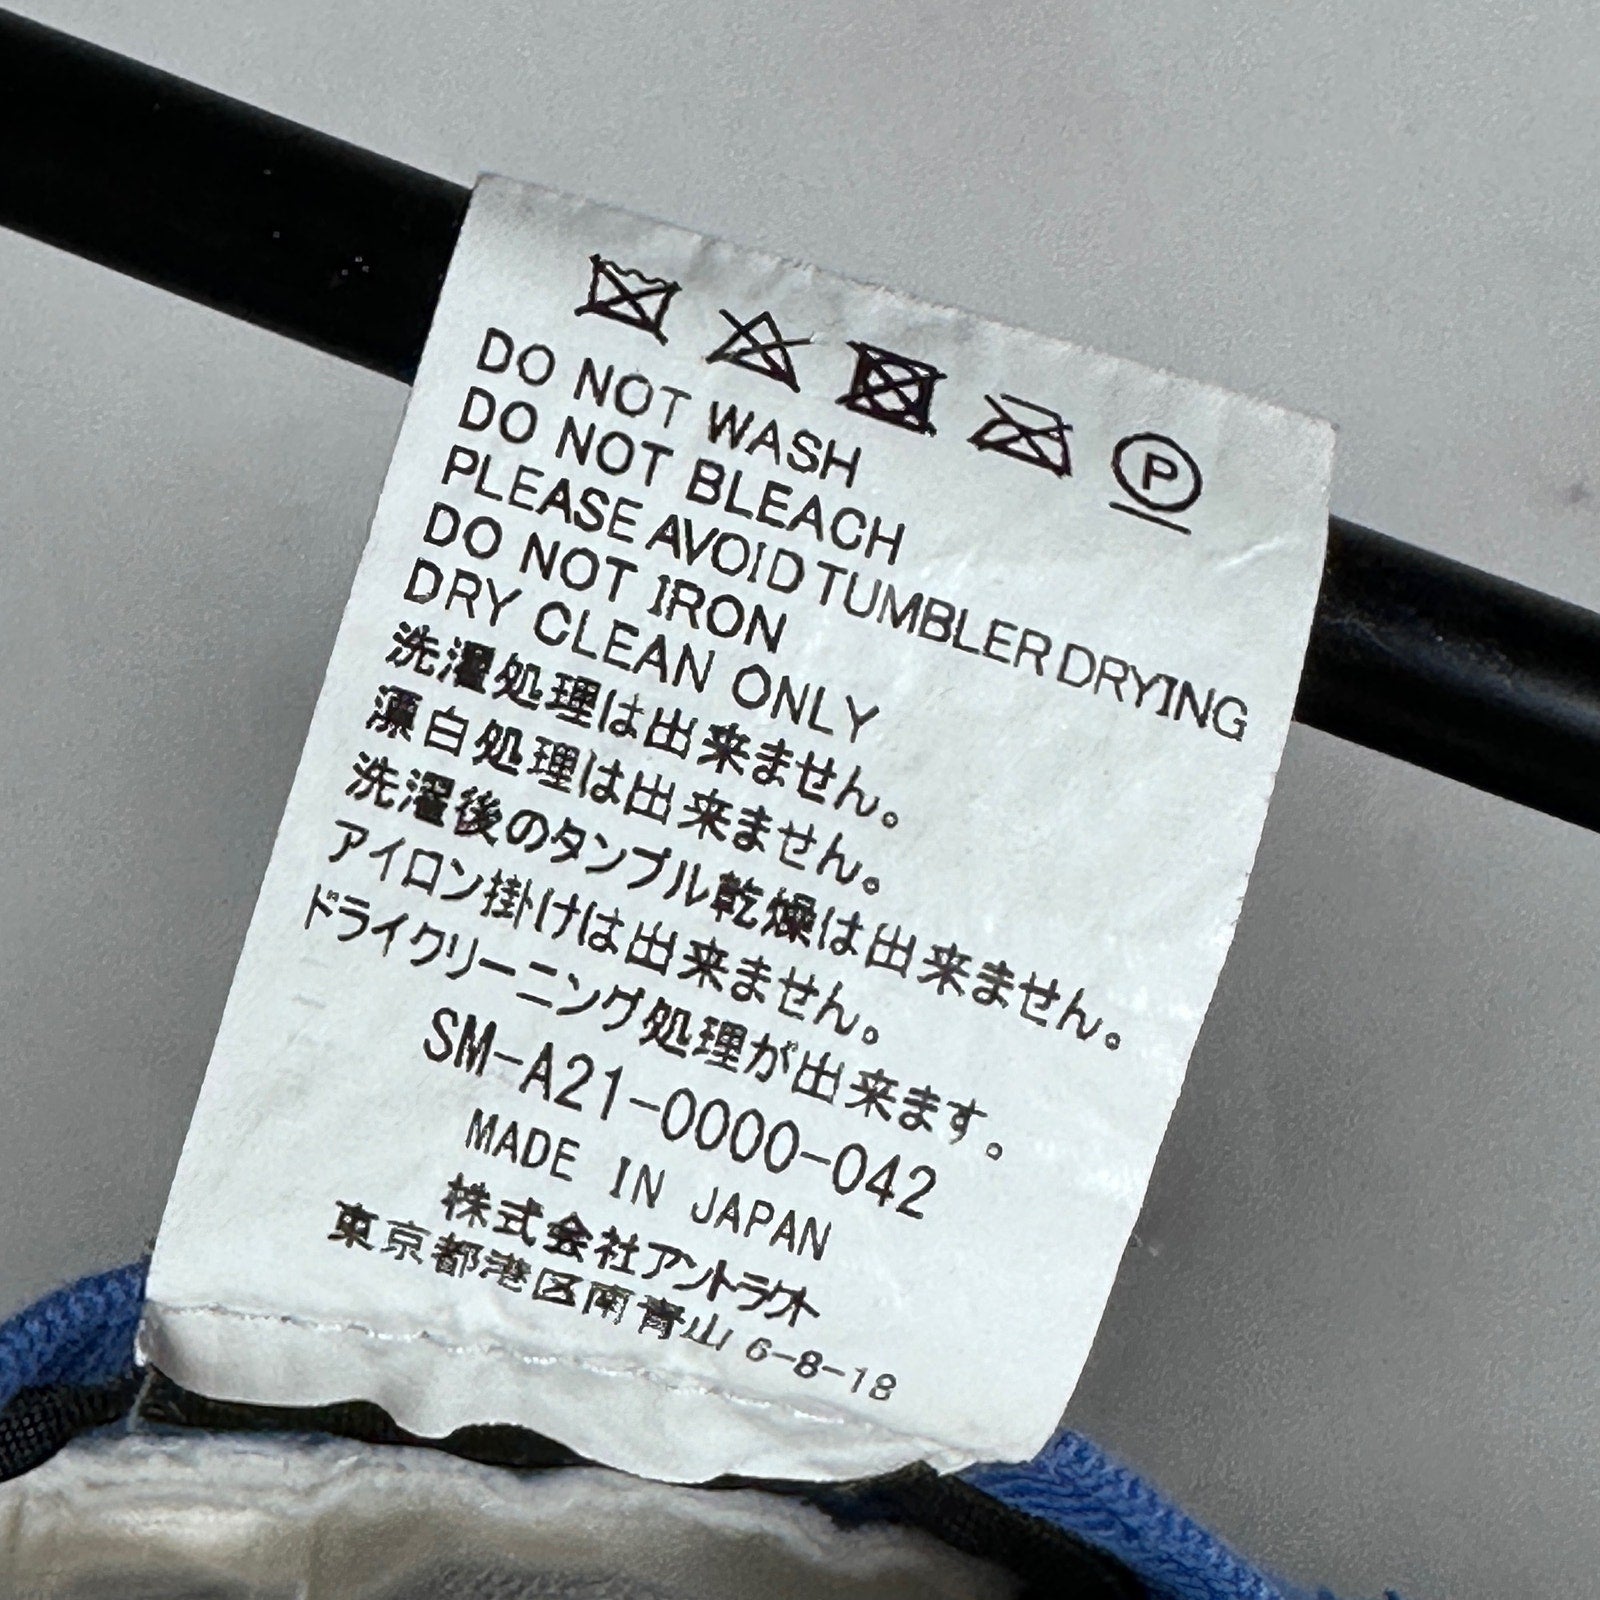 P
DO NOT WASH
DO NOT BLEACH
PLEASE AVOID TUMBLER DRYING
DO NOT IRON
DRY CLEAN ONLY
洗濯処理は出来ません。
漂白処理は出来ません。
洗濯後のタンブル乾燥は出来ません。
アイロン掛けは出来ません。
ドライクリーニング処理が出来ます。
SM-A21-0000-042
MADE IN JAPAN
株式会社アントラクト
東京都港区南青山 6-8-18